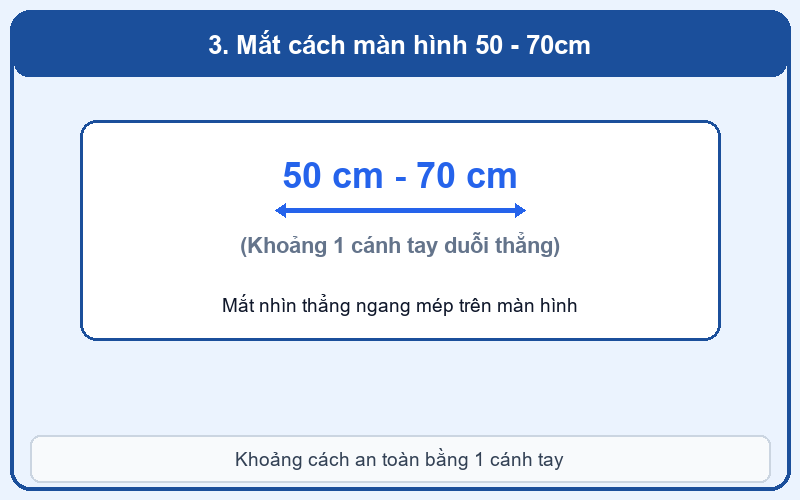 3. Mắt cách màn hình 50 - 70cm
50 cm - 70 cm
(Khoảng 1 cánh tay duỗi thẳng)
Mắt nhìn thẳng ngang mép trên màn hình
Khoảng cách an toàn bằng 1 cánh tay